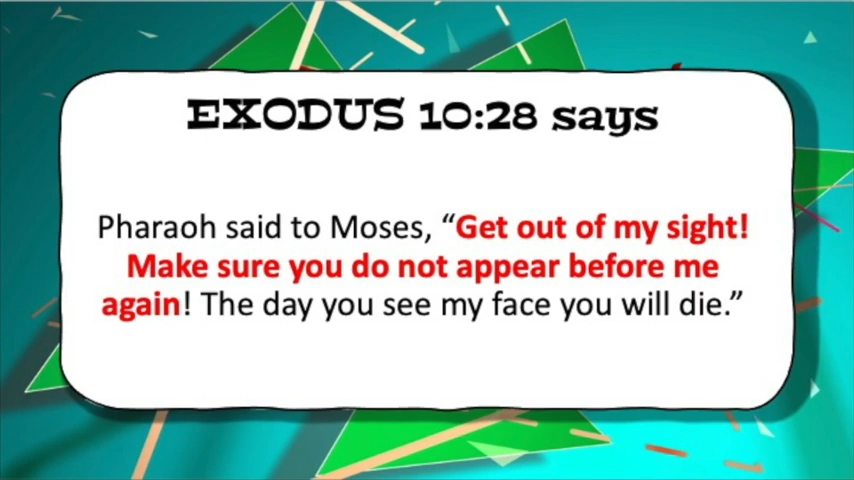 EXODUS 10:28 says
Pharaoh said to Moses, “Get out of my sight!
Make sure you do not appear before me
again! The day you see my face you will die.”